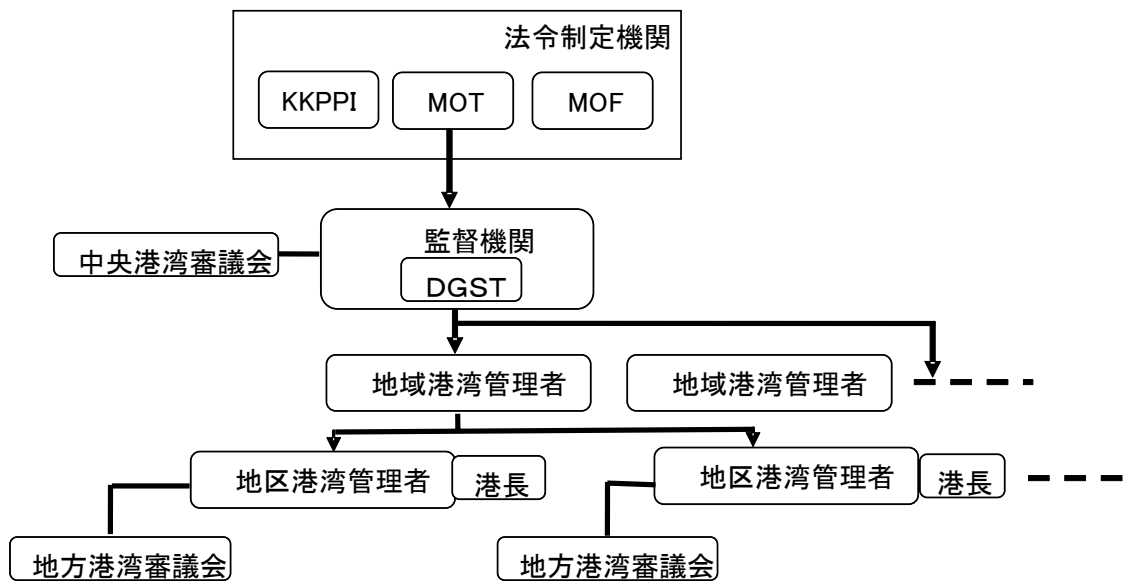 法令制定機関
KKPPI
MOT
MOF
監督機関
中央港湾審議会
DGST
地域港湾管理者
地域港湾管理者
地区港湾管理者
港長
地区港湾管理者
港長
地方港湾審議会
地方港湾審議会